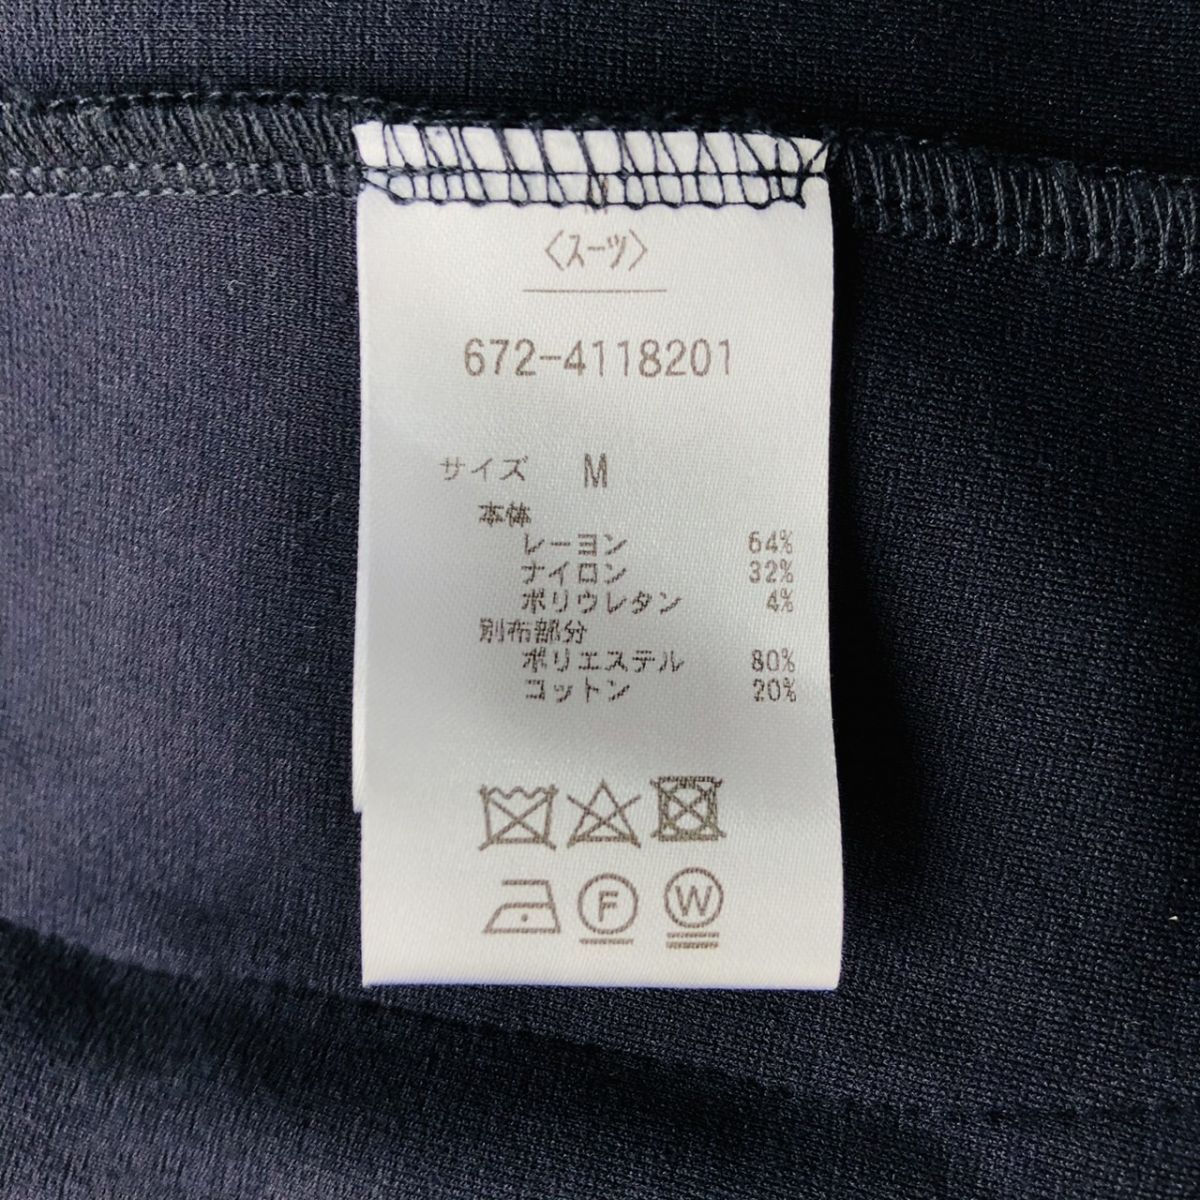 M
〈スーツ〉
672-4118201
サイズ M
本体
レーヨン 64%
ナイロン 32%
ポリウレタン 4%
別布部分
ポリエステル 80%
コットン 20%
F W